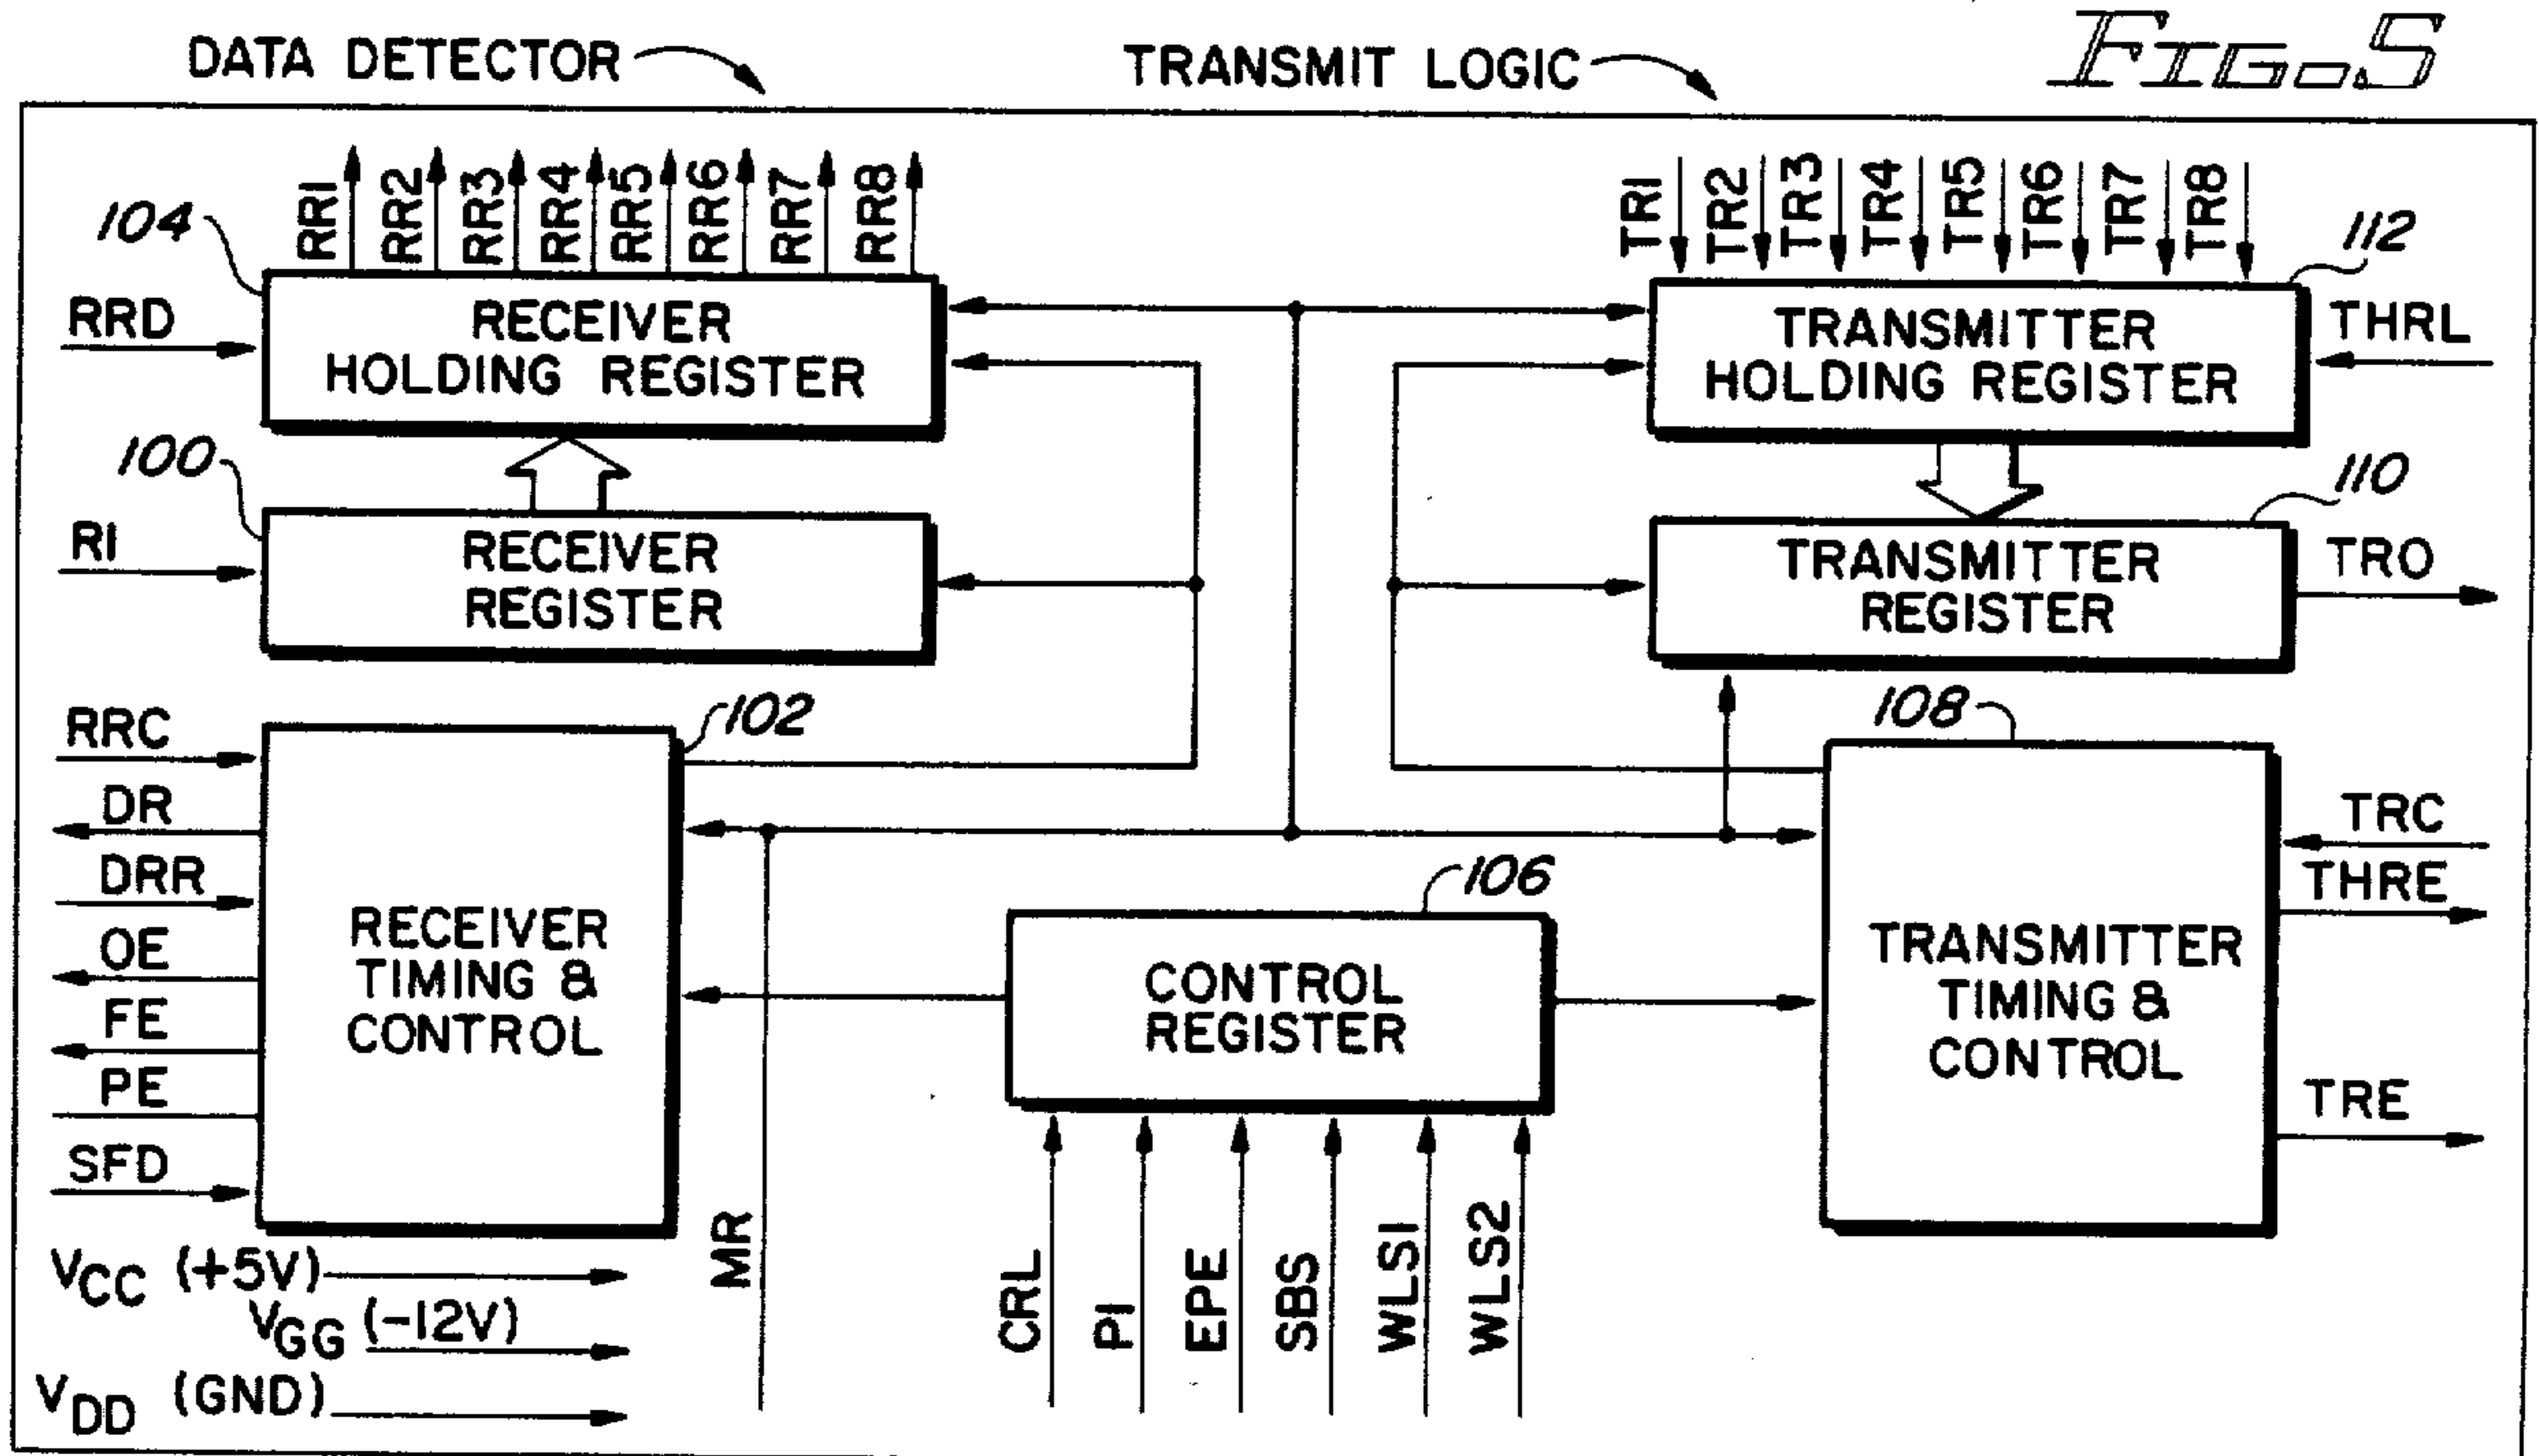 FIG. 5
DATA DETECTOR
TRANSMIT LOGIC
RR1
RR2
RR3
RR4
RR5
RR6
RR7
RR8
TR1
TR2
TR3
TR4
TR5
TR6
TR7
TR8
104
112
RRD
RECEIVER
HOLDING REGISTER
TRANSMITTER
HOLDING REGISTER
THRL
100
110
RI
RECEIVER
REGISTER
TRANSMITTER
REGISTER
TRO
102
108
RRC
DR
DRR
OE
FE
PE
SFD
RECEIVER
TIMING &
CONTROL
106
CONTROL
REGISTER
TRANSMITTER
TIMING &
CONTROL
TRC
THRE
TRE
MR
CRL
PI
EPE
SBS
WLS1
WLS2
VCC (+5V)
VGG (-12V)
VDD (GND)